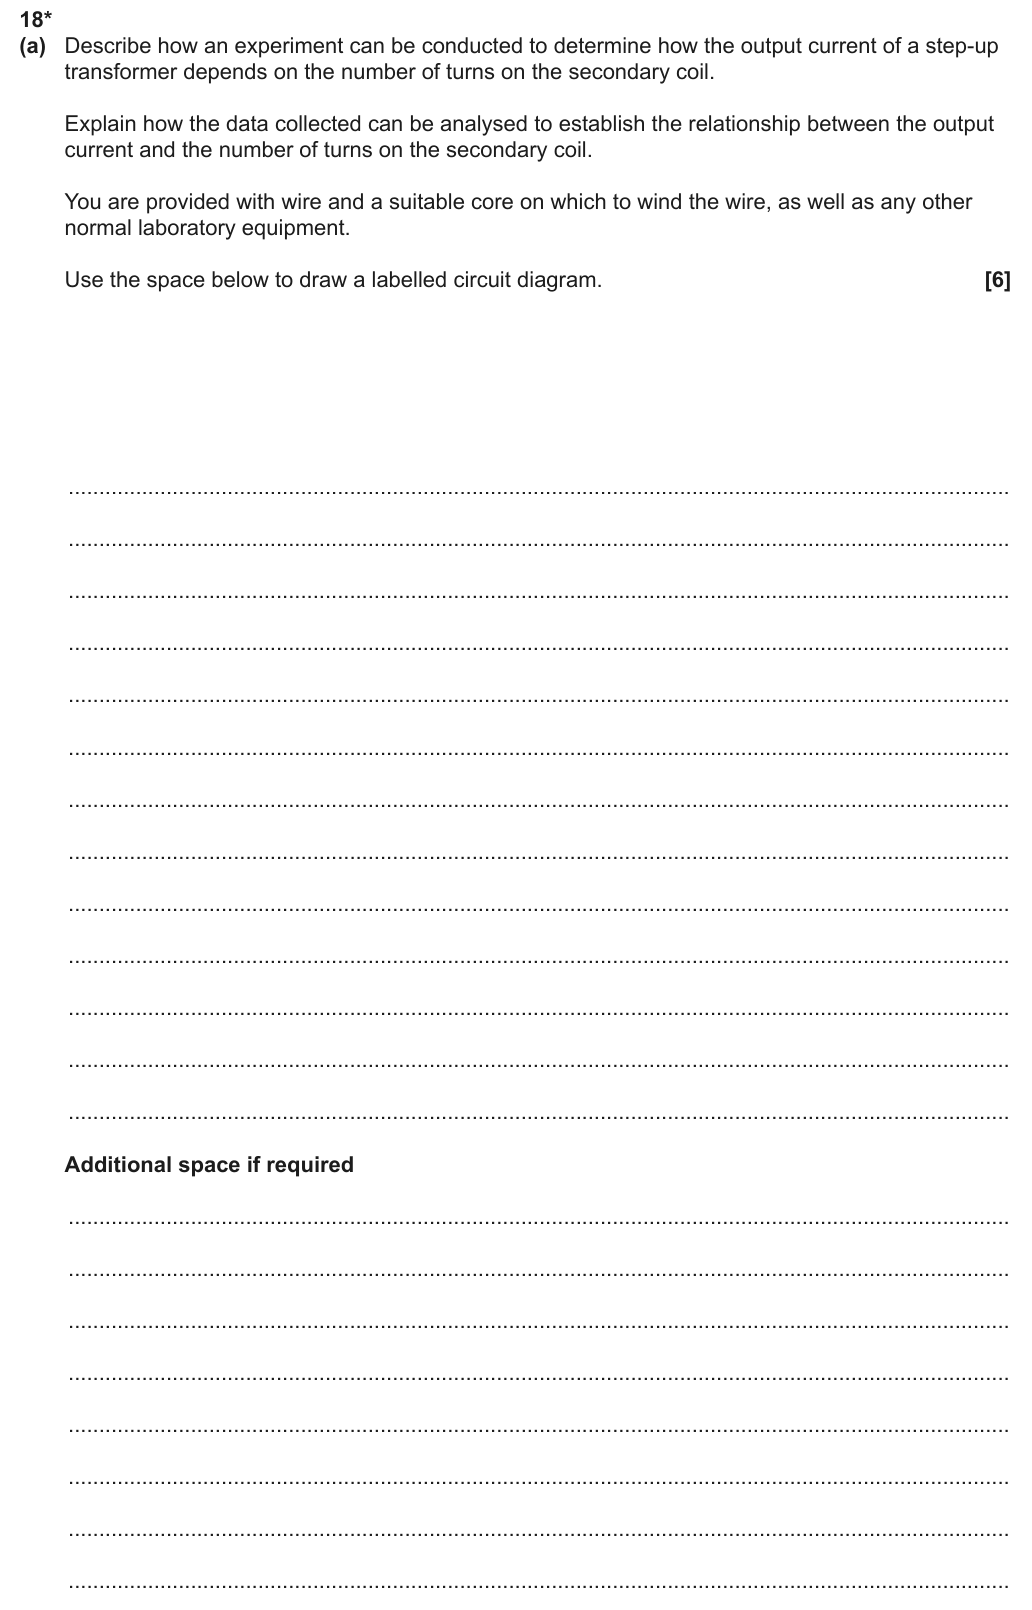 18*
(a) Describe how an experiment can be conducted to determine how the output current of a step-up
transformer depends on the number of turns on the secondary coil.
Explain how the data collected can be analysed to establish the relationship between the output
current and the number of turns on the secondary coil.
You are provided with wire and a suitable core on which to wind the wire, as well as any other
normal laboratory equipment.
Use the space below to draw a labelled circuit diagram. [6]
Additional space if required